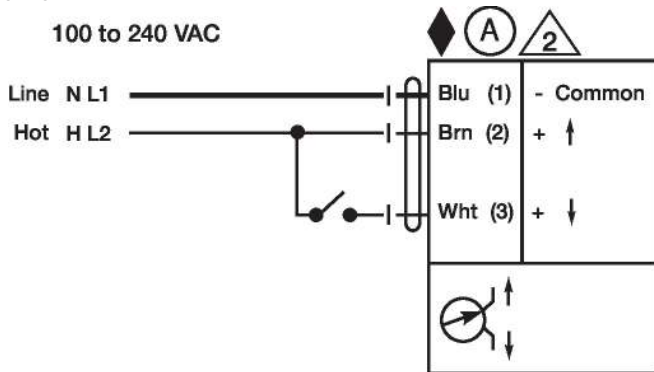 100 to 240 VAC
A
2
Line N L1
Blu (1) - Common
Hot H L2
Brn (2) +
Wht (3) +